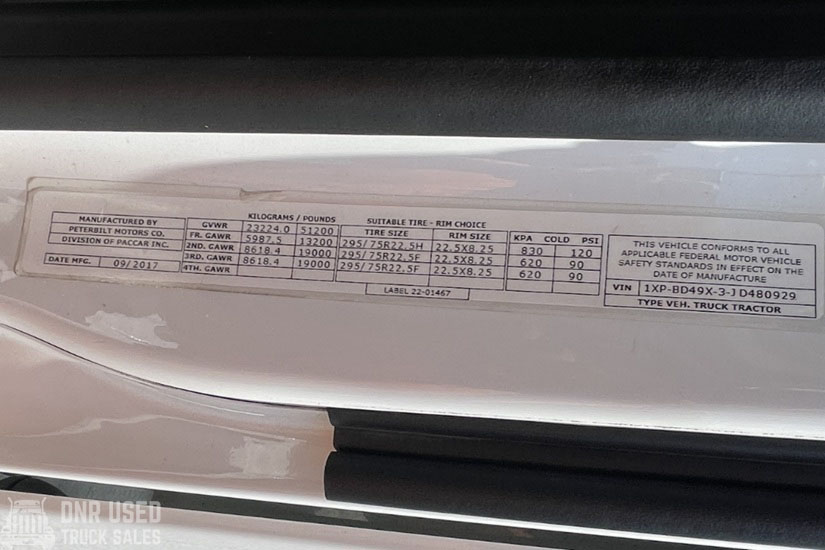 MANUFACTURED BY
PETERBILT MOTORS CO.
DIVISION OF PACCAR INC.
DATE MFG. 09/2017
KILOGRAMS / POUNDS
GVWR 23224.0 51200
FR. GAWR 5987.5 13200
2ND. GAWR 8618.4 19000
3RD. GAWR 8618.4 19000
4TH. GAWR
SUITABLE TIRE - RIM CHOICE
TIRE SIZE RIM SIZE
295/75R22.5H 22.5X8.25
295/75R22.5F 22.5X8.25
295/75R22.5F 22.5X8.25
KPA COLD PSI
830 120
620 90
620 90
LABEL 22-01467
THIS VEHICLE CONFORMS TO ALL
APPLICABLE FEDERAL MOTOR VEHICLE
SAFETY STANDARDS IN EFFECT ON THE
DATE OF MANUFACTURE
VIN 1XP-BD49X-3-JD480929
TYPE VEH. TRUCK TRACTOR
DNR USED
TRUCK SALES